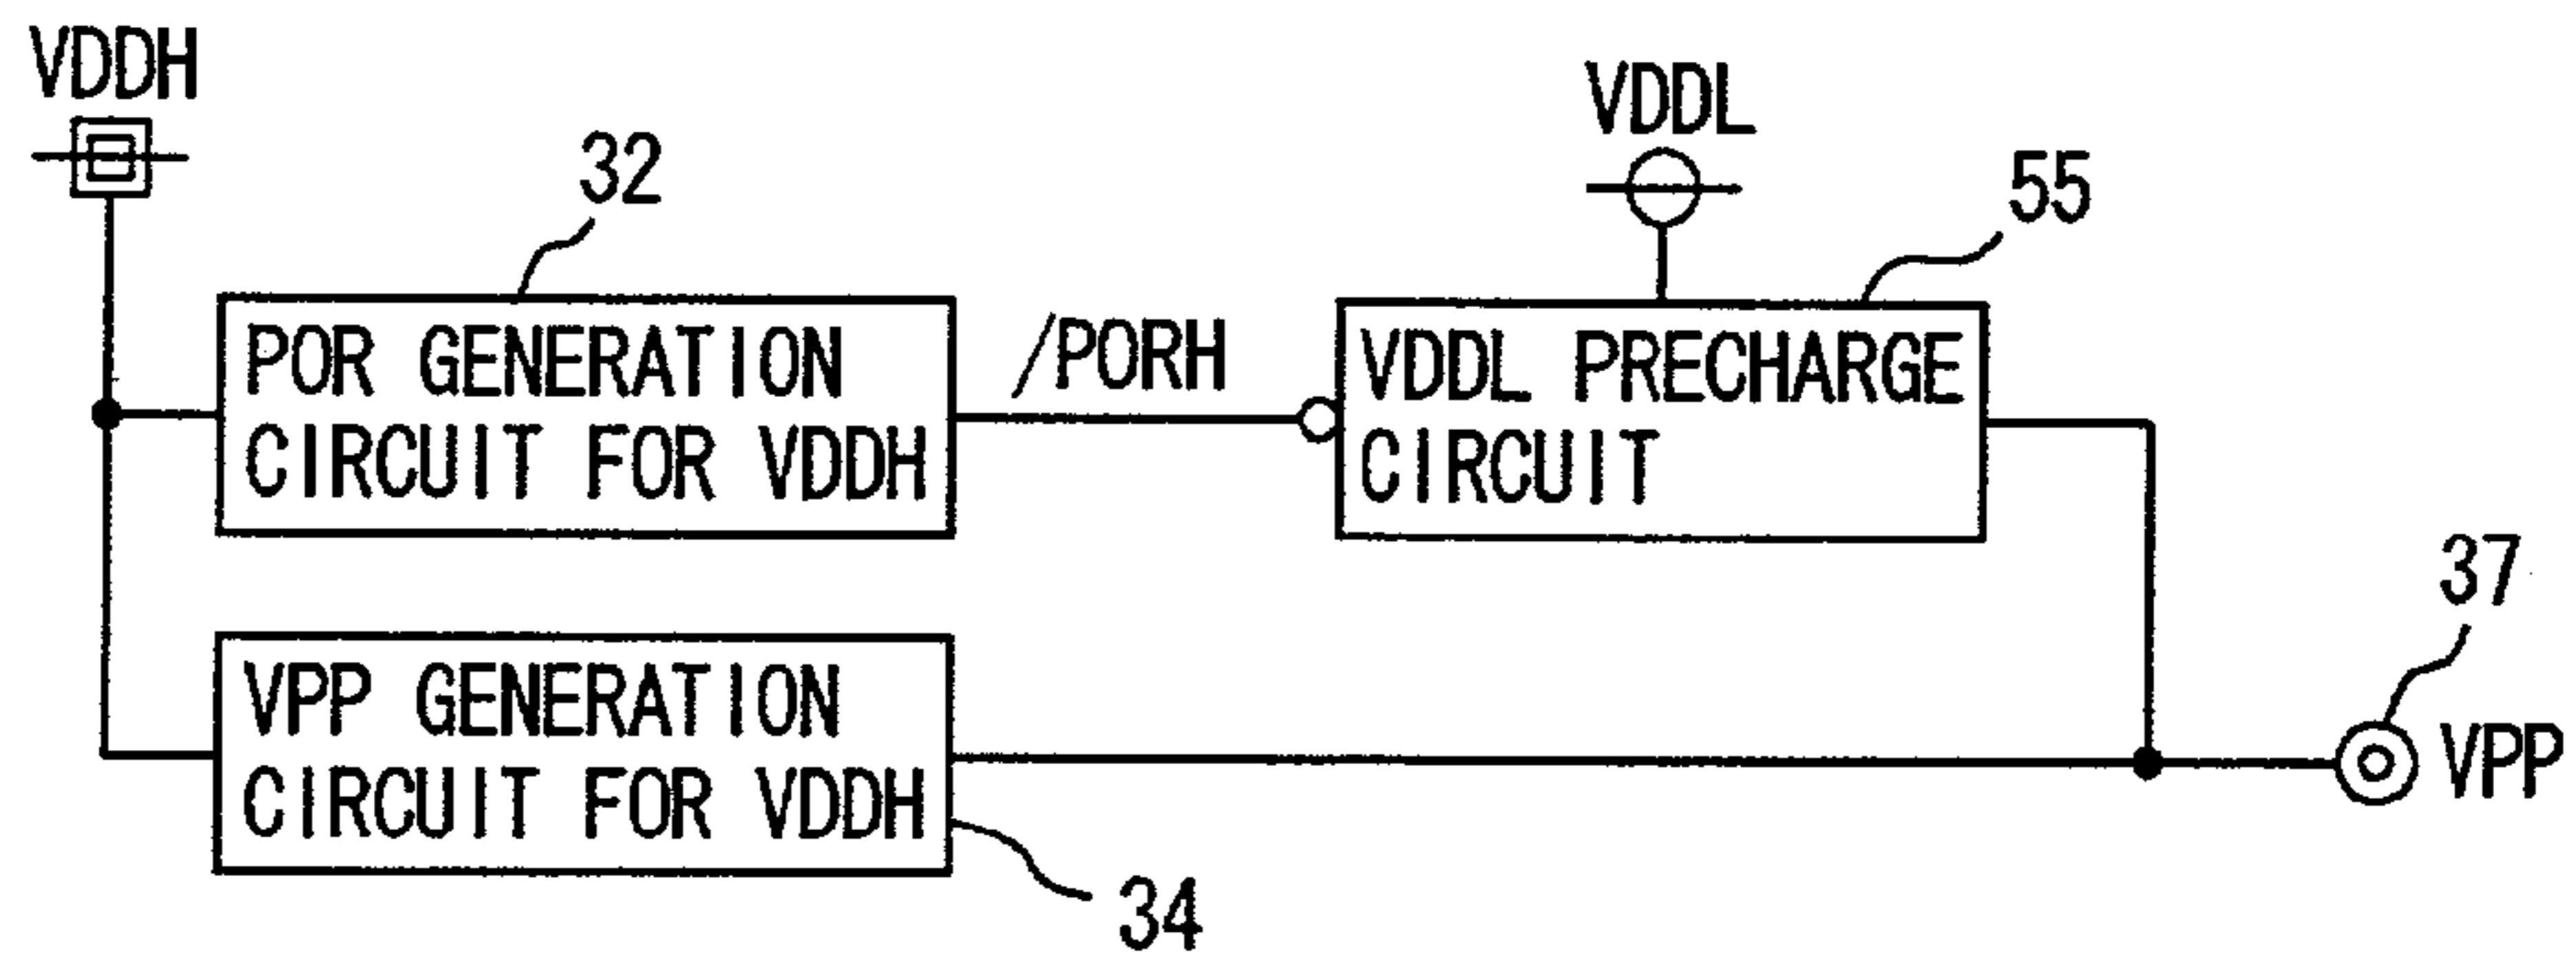 VDDH
VDDL
32
55
POR GENERATION
CIRCUIT FOR VDDH
/PORH
VDDL PRECHARGE
CIRCUIT
37
VPP GENERATION
CIRCUIT FOR VDDH
VPP
34